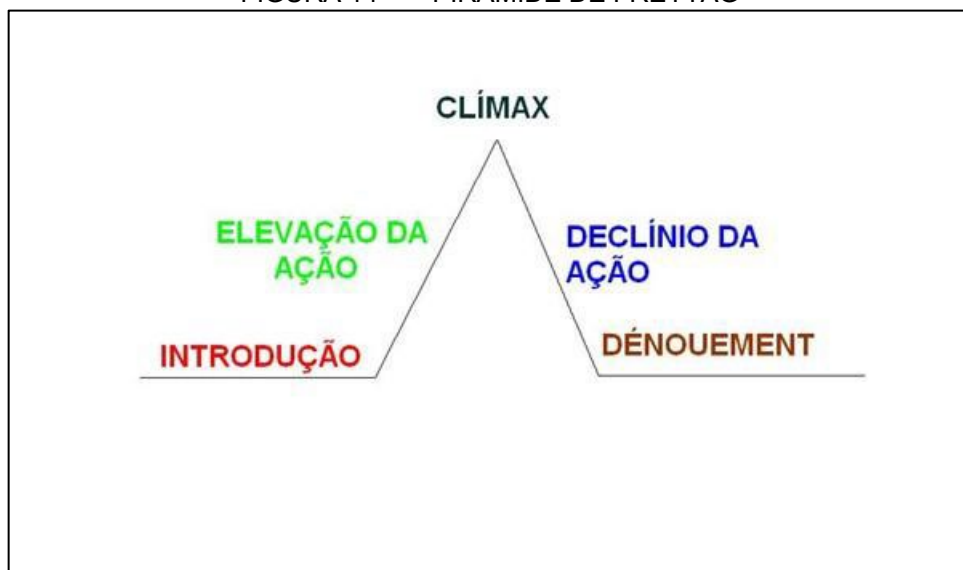 CLÍMAX
ELEVAÇÃO DA
AÇÃO
DECLÍNIO DA
AÇÃO
INTRODUÇÃO
DÉNOUEMENT